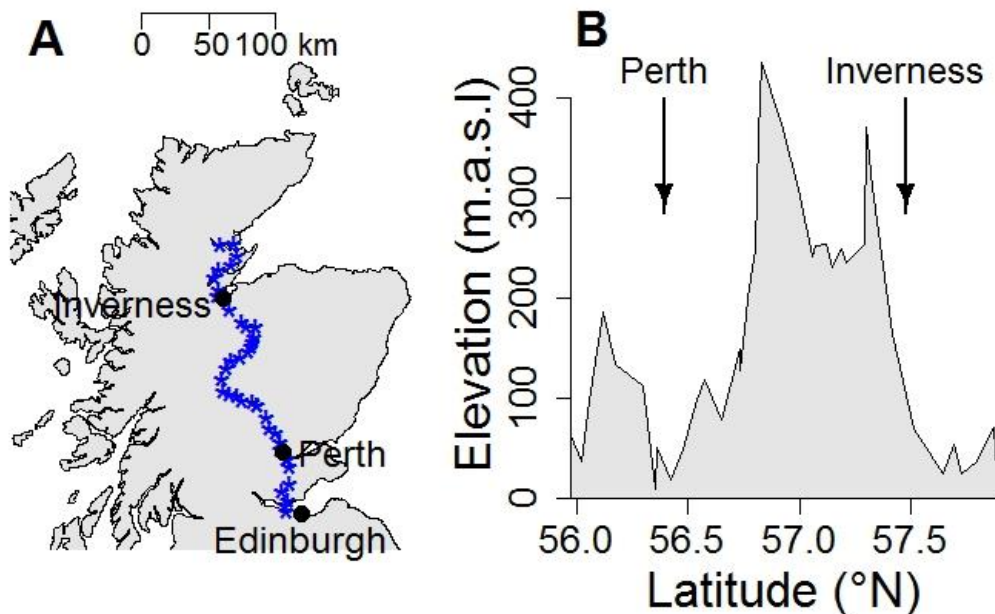 A
0 50 100 km
Inverness
Perth
Edinburgh
B
Perth Inverness
Elevation (m.a.s.l)
0 100 200 300 400
56.0 56.5 57.0 57.5
Latitude (°N)